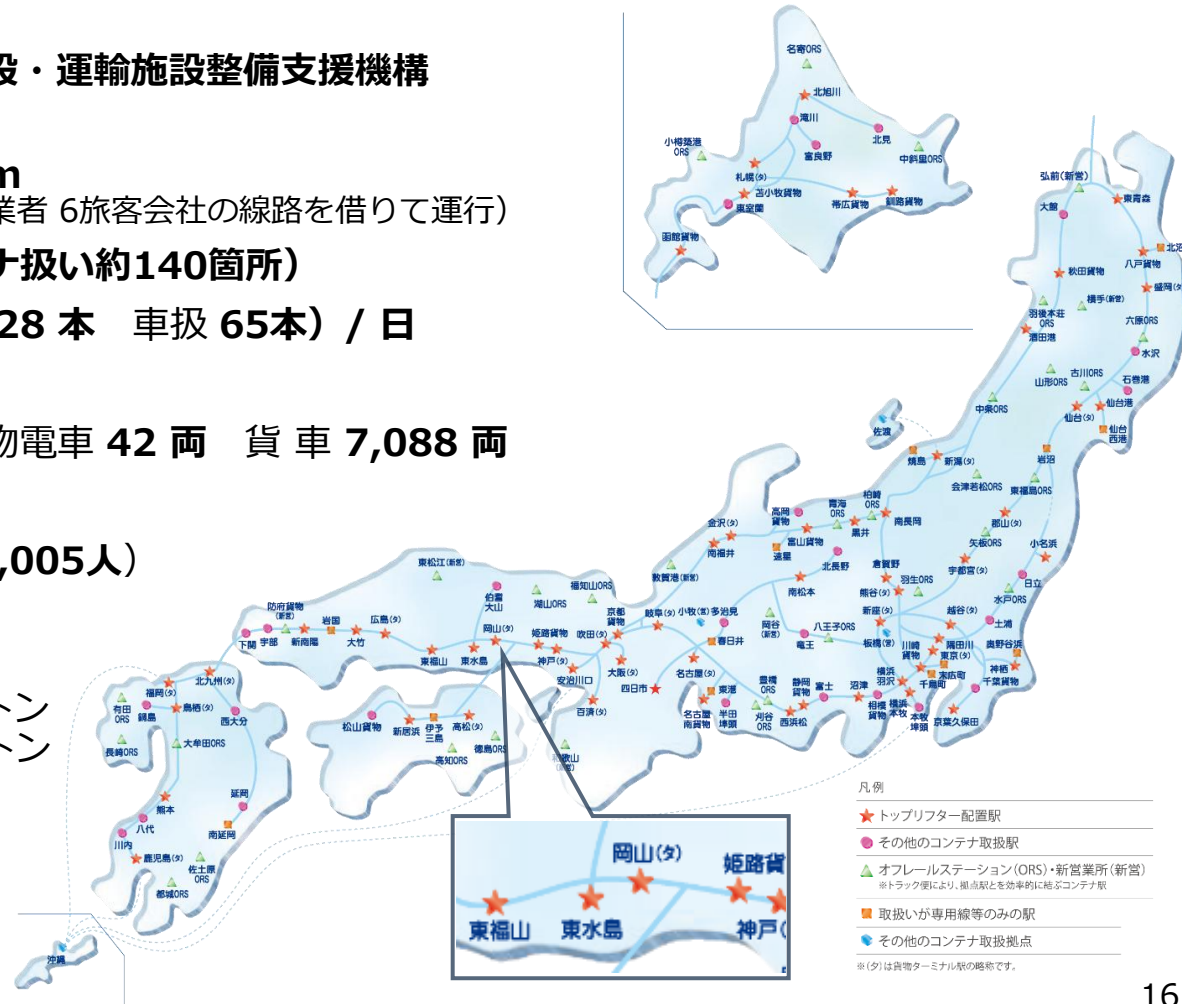 設・運輸施設整備支援機構
m
業者 6旅客会社の線路を借りて運行）
ナ扱い約140箇所）
28 本　車扱 65本）/ 日
物電車 42 両　貨 車 7,088 両
,005人）
トン
トン
名寄ORS
北旭川
滝川
北見
富良野
中斜里ORS
小樽築港
ORS
札幌(タ)
苫小牧貨物
東室蘭
帯広貨物
釧路貨物
函館貨物
弘前(新営)
東青森
大館
北沼
八戸貨物
秋田貨物
盛岡(タ
横手(新営)
羽後本荘
ORS
酒田港
六原ORS
水沢
山形ORS
古川ORS
石巻港
仙台港
仙台(タ)
仙台
西港
中条ORS
佐渡
焼島
新潟(タ)
岩沼
会津若松ORS
東福島ORS
郡山(タ)
小名浜
矢板ORS
宇都宮(タ)
日立
水戸ORS
土浦
金沢(タ)
南福井
高岡
貨物
速星
富山貨物
青海
ORS
黒井
柏崎
ORS
南長岡
北長野
倉賀野
羽生ORS
熊谷(タ)
南松本
敦賀港(新営)
新座(タ)
越谷(タ)
板橋(営)
隅田川
奥野谷浜
神栖
川崎
貨物
東京(タ)
末広町
千鳥町
千葉貨物
京葉久保田
横浜
羽沢
横浜
本牧
本牧
埠頭
相模
貨物
岡谷
(新営)
竜王
八王子ORS
岐阜(タ)
小牧(営)
多治見
春日井
名古屋(タ)
四日市
名古屋
南貨物
東港
半田
埠頭
豊橋
ORS
刈谷
ORS
静岡
貨物
西浜松
富士
沼津
東松江(新営)
伯耆
大山
湖山ORS
福知山ORS
京都
貨物
岡山(タ)
姫路貨物
吹田(タ)
神戸(タ)
大阪(タ)
安治川口
百済(タ)
和歌山
(新営)
防府貨物
(新営)
下関
宇部
新南陽
岩国
大竹
広島(タ)
東福山
東水島
松山貨物
新居浜
伊予
三島
高松(タ)
高知ORS
徳島ORS
北九州(タ)
福岡(タ)
有田
ORS
鍋島
鳥栖(タ)
西大分
長崎ORS
大牟田ORS
熊本
延岡
八代
南延岡
川内
鹿児島(タ)
佐土原
ORS
都城ORS
沖縄
岡山(タ)
姫路貨
東福山
東水島
神戸(
凡例
トップリフター配置駅
その他のコンテナ取扱駅
オフレールステーション(ORS)・新営業所(新営)
※トラック便により、拠点駅とを効率的に結ぶコンテナ駅
取扱いが専用線等のみの駅
その他のコンテナ取扱拠点
※(タ)は貨物ターミナル駅の略称です。
16